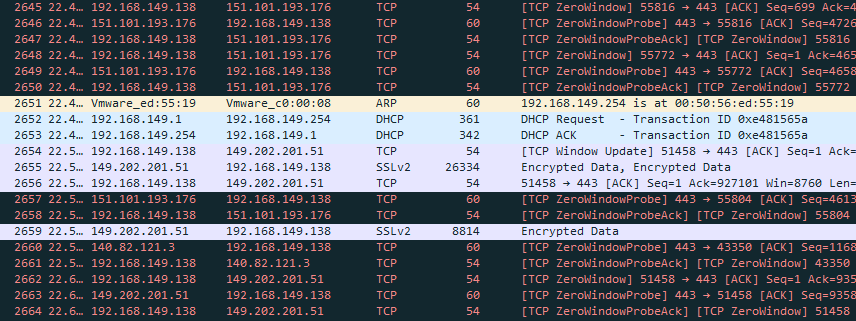 2645 22.4… 192.168.149.138 151.101.193.176 TCP 54 [TCP ZeroWindow] 55816 → 443 [ACK] Seq=699 Ack=4
2646 22.4… 151.101.193.176 192.168.149.138 TCP 60 [TCP ZeroWindowProbe] 443 → 55816 [ACK] Seq=4726
2647 22.4… 192.168.149.138 151.101.193.176 TCP 54 [TCP ZeroWindowProbeAck] [TCP ZeroWindow] 55816
2648 22.4… 192.168.149.138 151.101.193.176 TCP 54 [TCP ZeroWindow] 55772 → 443 [ACK] Seq=1 Ack=465
2649 22.4… 151.101.193.176 192.168.149.138 TCP 60 [TCP ZeroWindowProbe] 443 → 55772 [ACK] Seq=4658
2650 22.4… 192.168.149.138 151.101.193.176 TCP 54 [TCP ZeroWindowProbeAck] [TCP ZeroWindow] 55772
2651 22.4… Vmware_ed:55:19 Vmware_c0:00:08 ARP 60 192.168.149.254 is at 00:50:56:ed:55:19
2652 22.4… 192.168.149.1 192.168.149.254 DHCP 361 DHCP Request - Transaction ID 0xe481565a
2653 22.4… 192.168.149.254 192.168.149.1 DHCP 342 DHCP ACK - Transaction ID 0xe481565a
2654 22.5… 192.168.149.138 149.202.201.51 TCP 54 [TCP Window Update] 51458 → 443 [ACK] Seq=1 Ack=
2655 22.5… 149.202.201.51 192.168.149.138 SSLv2 26334 Encrypted Data, Encrypted Data
2656 22.5… 192.168.149.138 149.202.201.51 TCP 54 51458 → 443 [ACK] Seq=1 Ack=927101 Win=8760 Len=
2657 22.5… 151.101.193.176 192.168.149.138 TCP 60 [TCP ZeroWindowProbe] 443 → 55804 [ACK] Seq=4613
2658 22.5… 192.168.149.138 151.101.193.176 TCP 54 [TCP ZeroWindowProbeAck] [TCP ZeroWindow] 55804
2659 22.5… 149.202.201.51 192.168.149.138 SSLv2 8814 Encrypted Data
2660 22.5… 140.82.121.3 192.168.149.138 TCP 60 [TCP ZeroWindowProbe] 443 → 43350 [ACK] Seq=1168
2661 22.6… 192.168.149.138 140.82.121.3 TCP 54 [TCP ZeroWindowProbeAck] [TCP ZeroWindow] 43350
2662 22.6… 192.168.149.138 149.202.201.51 TCP 54 [TCP ZeroWindow] 51458 → 443 [ACK] Seq=1 Ack=935
2663 22.6… 149.202.201.51 192.168.149.138 TCP 60 [TCP ZeroWindowProbe] 443 → 51458 [ACK] Seq=9358
2664 22.6… 192.168.149.138 149.202.201.51 TCP 54 [TCP ZeroWindowProbeAck] [TCP ZeroWindow] 51458